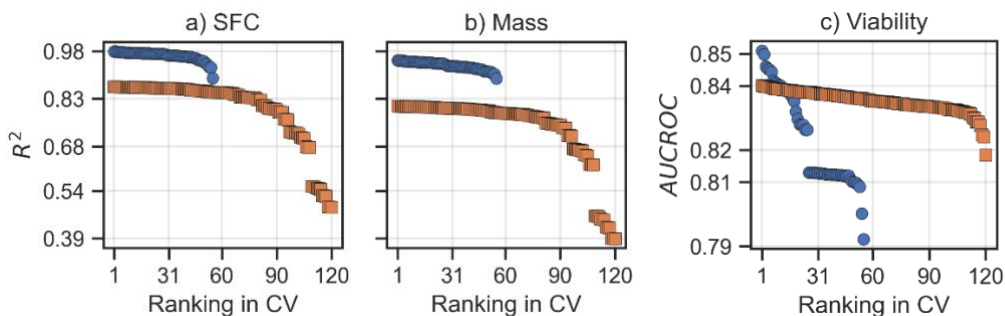 a) SFC
b) Mass
c) Viability
R²
0.98
0.83
0.68
0.54
0.39
1 31 60 90 120
Ranking in CV
1 31 60 90 120
Ranking in CV
AUCROC
0.85
0.84
0.82
0.81
0.79
1 31 60 90 120
Ranking in CV